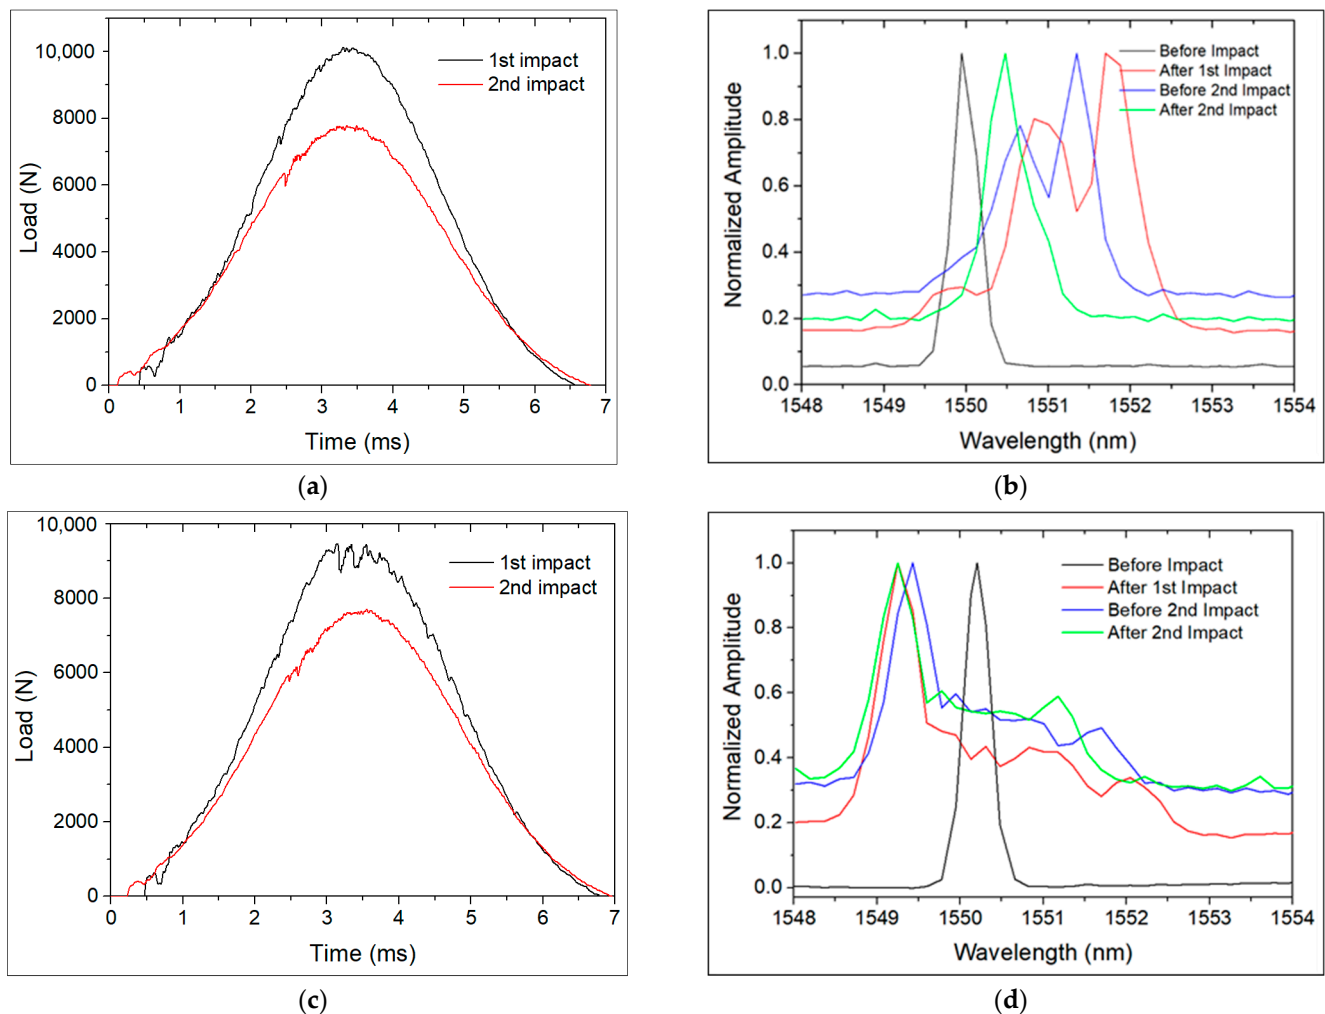 10,000
8000
6000
4000
2000
0
Load (N)
1st impact
2nd impact
0 1 2 3 4 5 6 7
Time (ms)
(a)
1.0
0.8
0.6
0.4
0.2
0.0
Normalized Amplitude
Before Impact
After 1st Impact
Before 2nd Impact
After 2nd Impact
1548 1549 1550 1551 1552 1553 1554
Wavelength (nm)
(b)
10,000
8000
6000
4000
2000
0
Load (N)
1st impact
2nd impact
0 1 2 3 4 5 6 7
Time (ms)
(c)
1.0
0.8
0.6
0.4
0.2
0.0
Normalized Amplitude
Before Impact
After 1st Impact
Before 2nd Impact
After 2nd Impact
1548 1549 1550 1551 1552 1553 1554
Wavelength (nm)
(d)